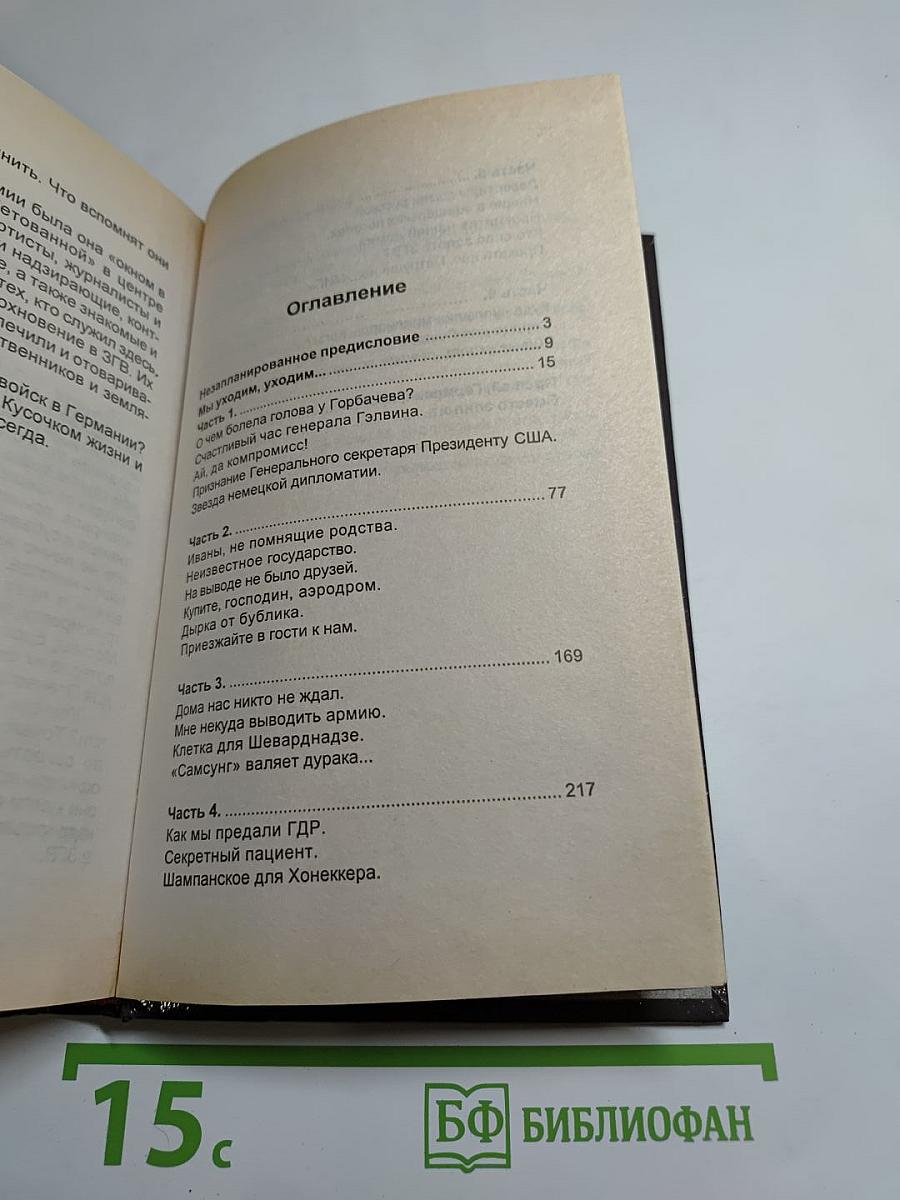 нить. Что вспомнят они
мии была она «окном в
етованной» в центре
ртисты, журналисты и
и надзирающие, конт-
е, а также знакомые и
тех, кто служил здесь.
охновение в ЗГВ. Их
печили и отоварива-
ственников и земля-
войск в Германии?
Кусочком жизни и
сегда.
Оглавление
Незапланированное предисловие ........................ 3
Мы уходим, уходим... ........................ 9
Часть 1. ........................ 15
О чем болела голова у Горбачева?
Счастливый час генерала Гэлвина.
Ай, да компромисс!
Признание Генерального секретаря Президенту США.
Звезда немецкой дипломатии.
Часть 2. ........................ 77
Иваны, не помнящие родства.
Неизвестное государство.
На выводе не было друзей.
Купите, господин, аэродром.
Дырка от бублика.
Приезжайте в гости к нам.
Часть 3. ........................ 169
Дома нас никто не ждал.
Мне некуда выводить армию.
Клетка для Шеварднадзе.
«Самсунг» валяет дурака...
Часть 4. ........................ 217
Как мы предали ГДР.
Секретный пациент.
Шампанское для Хонеккера.
15 с
БФ БИБЛИОФАН